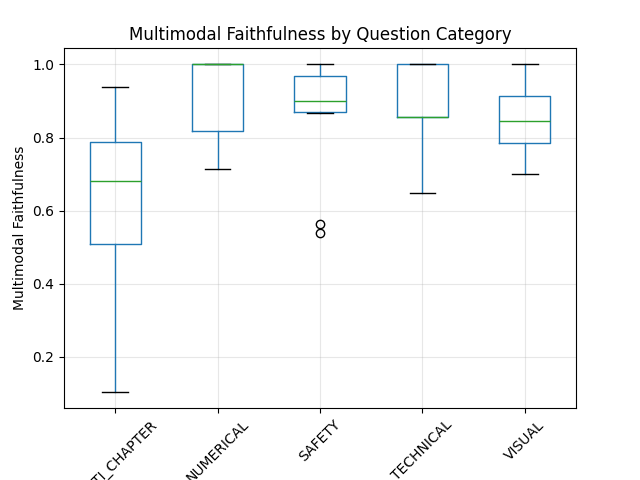 Multimodal Faithfulness by Question Category
Multimodal Faithfulness
1.0
0.8
0.6
0.4
0.2
TI_CHAPTER
NUMERICAL
SAFETY
TECHNICAL
VISUAL